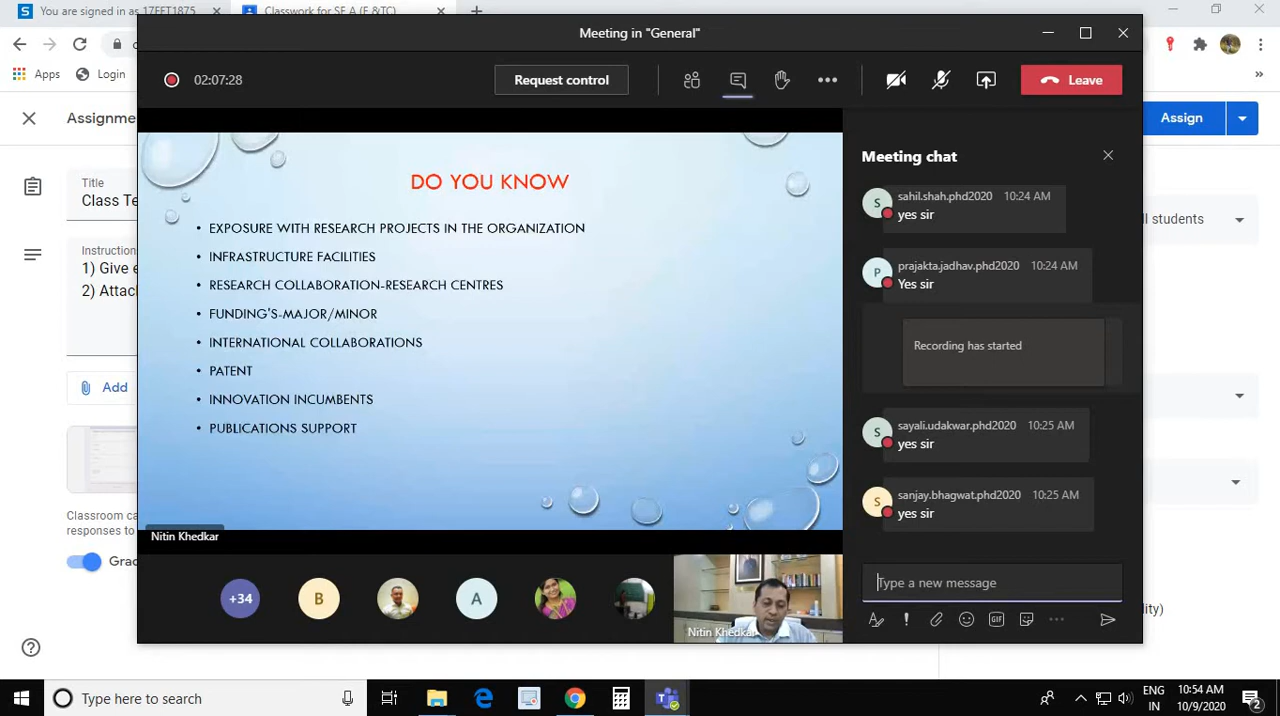 You are signed in as 17FET1875
Classwork for SE A (E &TC)
Meeting in "General"
Apps
Login
02:07:28
Request control
Leave
Assignme
Assign
Title
Class Te
Instruction
1) Give e
2) Attac
Add
Classroom ca
responses to
Grad
ll students
lity)
DO YOU KNOW
• EXPOSURE WITH RESEARCH PROJECTS IN THE ORGANIZATION
• INFRASTRUCTURE FACILITIES
• RESEARCH COLLABORATION-RESEARCH CENTRES
• FUNDING'S-MAJOR/MINOR
• INTERNATIONAL COLLABORATIONS
• PATENT
• INNOVATION INCUMBENTS
• PUBLICATIONS SUPPORT
Nitin Khedkar
+34
B
A
Nitin Khedkar
Meeting chat
S
sahil.shah.phd2020 10:24 AM
yes sir
P
prajakta.jadhav.phd2020 10:24 AM
Yes sir
Recording has started
S
sayali.udakwar.phd2020 10:25 AM
yes sir
S
sanjay.bhagwat.phd2020 10:25 AM
yes sir
Type a new message
GIF
Type here to search
ENG
IN
10:54 AM
10/9/2020
2